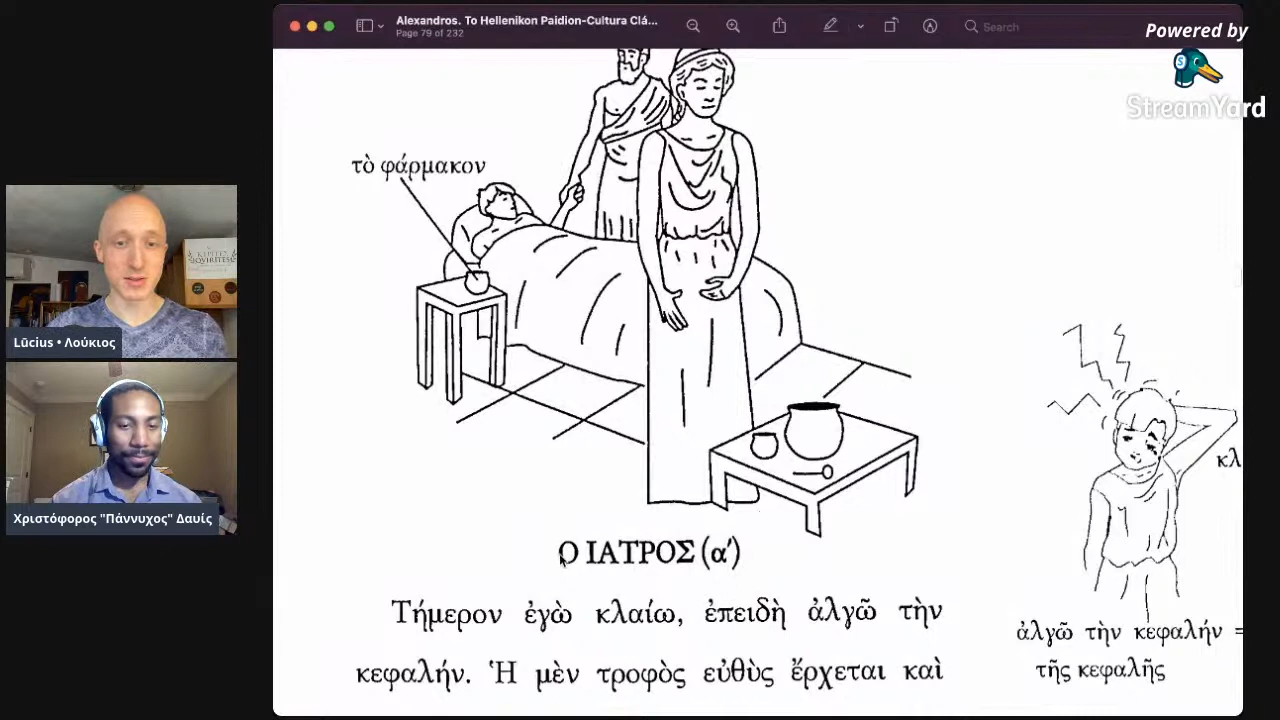 Alexandros. To Hellenikon Paidion-Cultura Clá...
Page 79 of 232
Search
Powered by
StreamYard
τὸ φάρμακον
Lūcius • Λούκιος
Χριστόφορος "Πάννυχος" Δαυίς
κλ
Ο ΙΑΤΡΟΣ (α′)
Τήμερον ἐγὼ κλαίω, ἐπειδὴ ἀλγῶ τὴν
κεφαλήν. Ἡ μὲν τροφὸς εὐθὺς ἔρχεται καὶ
ἀλγῶ τὴν κεφαλήν =
τῆς κεφαλῆς